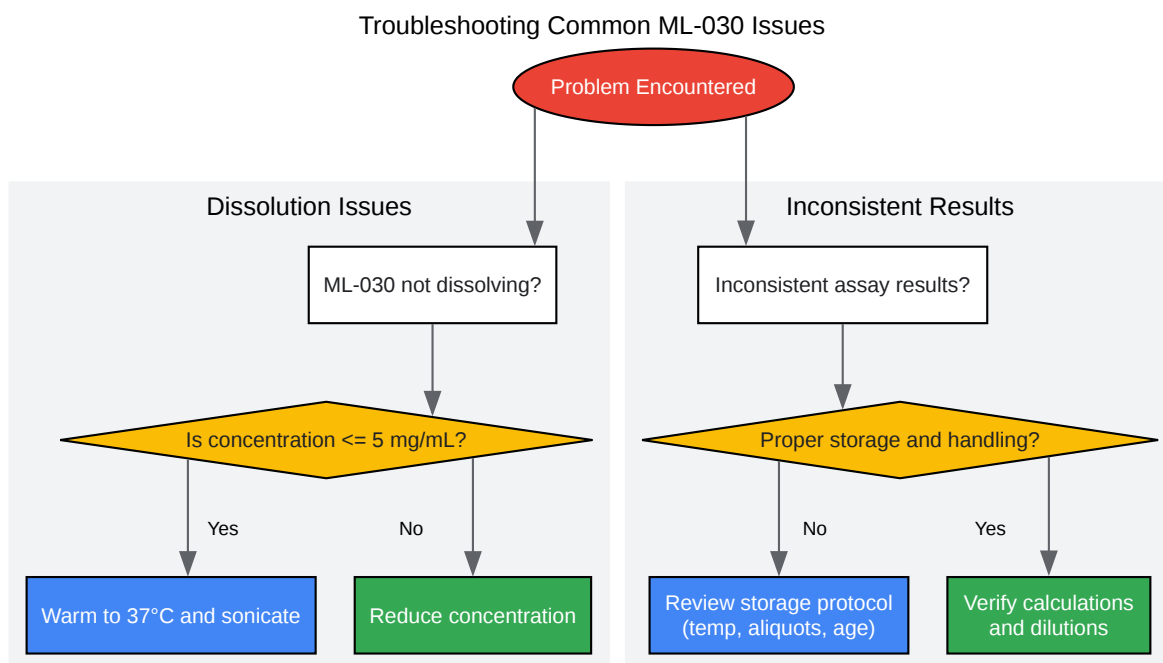 Troubleshooting Common ML-030 Issues
Problem Encountered
Dissolution Issues
ML-030 not dissolving?
Is concentration <= 5 mg/mL?
Yes
No
Warm to 37°C and sonicate
Reduce concentration
Inconsistent Results
Inconsistent assay results?
Proper storage and handling?
No
Yes
Review storage protocol
(temp, aliquots, age)
Verify calculations
and dilutions